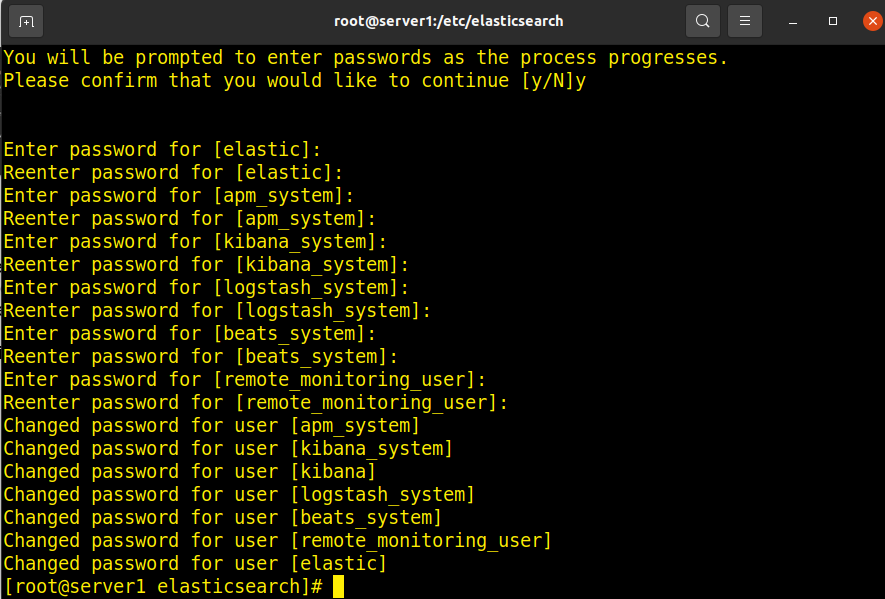 root@server1:/etc/elasticsearch
You will be prompted to enter passwords as the process progresses.
Please confirm that you would like to continue [y/N]y
Enter password for [elastic]:
Reenter password for [elastic]:
Enter password for [apm_system]:
Reenter password for [apm_system]:
Enter password for [kibana_system]:
Reenter password for [kibana_system]:
Enter password for [logstash_system]:
Reenter password for [logstash_system]:
Enter password for [beats_system]:
Reenter password for [beats_system]:
Enter password for [remote_monitoring_user]:
Reenter password for [remote_monitoring_user]:
Changed password for user [apm_system]
Changed password for user [kibana_system]
Changed password for user [kibana]
Changed password for user [logstash_system]
Changed password for user [beats_system]
Changed password for user [remote_monitoring_user]
Changed password for user [elastic]
[root@server1 elasticsearch]#